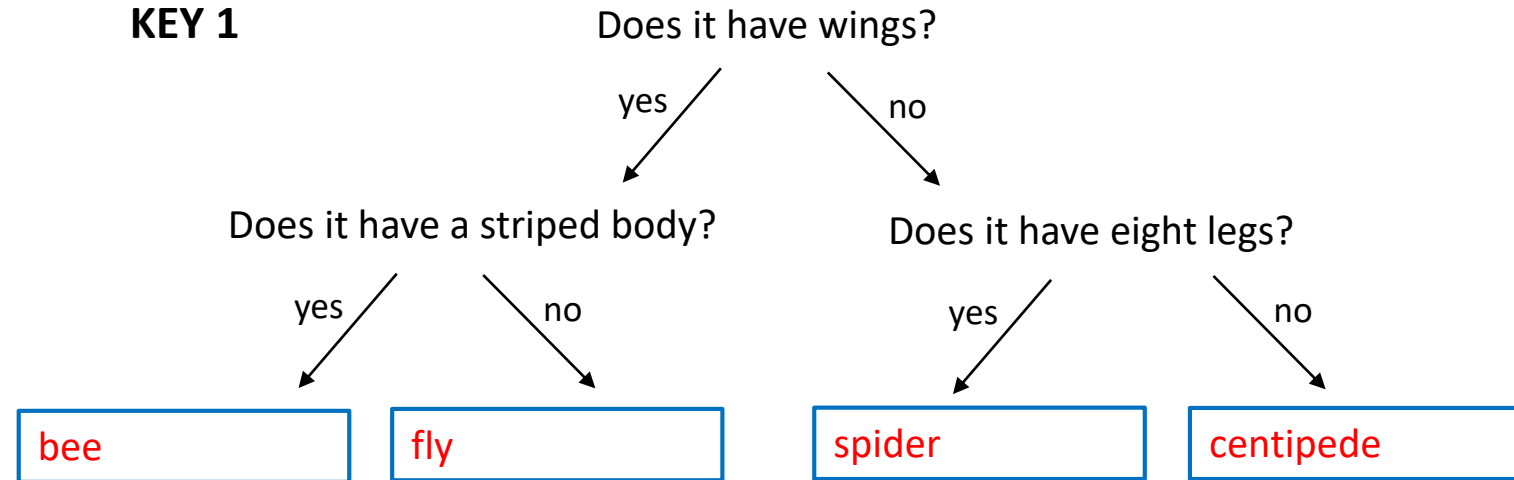 KEY 1
Does it have wings?
yes
no
Does it have a striped body?
Does it have eight legs?
yes
no
yes
no
bee
fly
spider
centipede